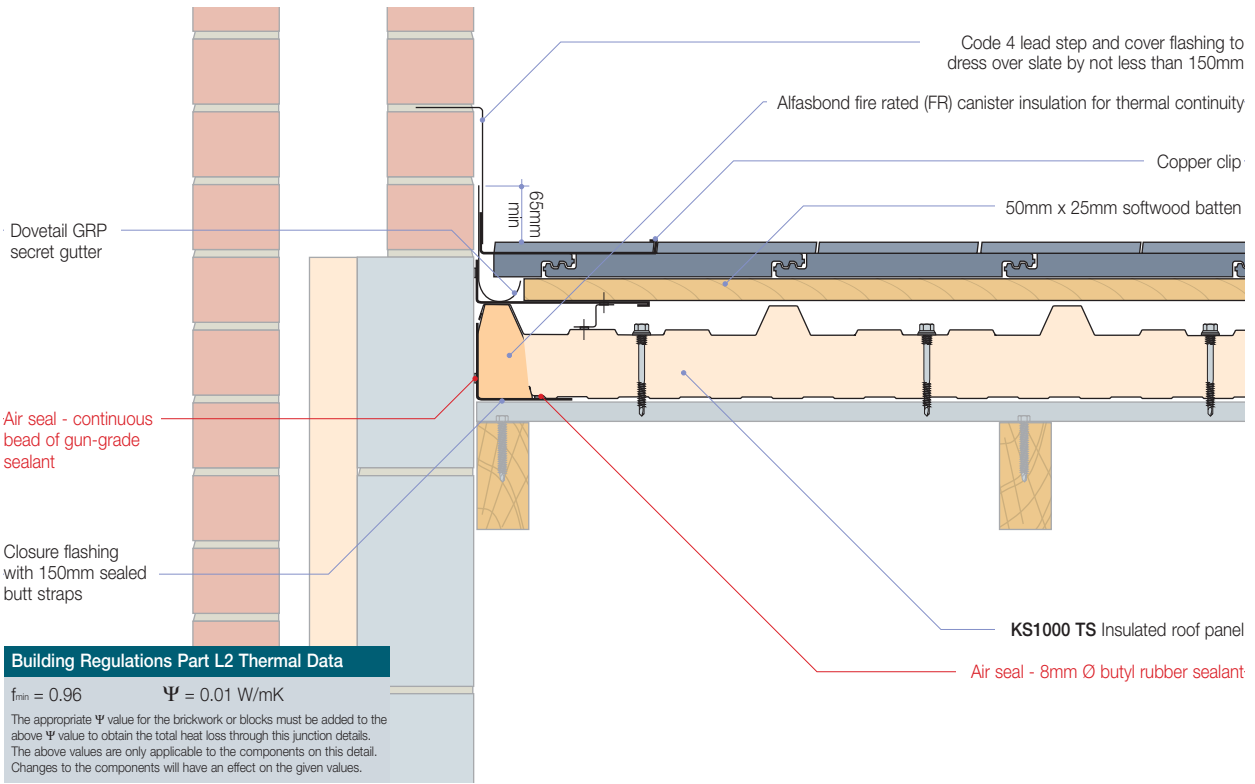 Code 4 lead step and cover flashing to
dress over slate by not less than 150mm
Alfasbond fire rated (FR) canister insulation for thermal continuity
Copper clip
65mm
min
50mm x 25mm softwood batten
Dovetail GRP
secret gutter
Air seal - continuous
bead of gun-grade
sealant
Closure flashing
with 150mm sealed
butt straps
KS1000 TS Insulated roof panel
Air seal - 8mm Ø butyl rubber sealant
Building Regulations Part L2 Thermal Data
fmin = 0.96 Ψ = 0.01 W/mK
The appropriate Ψ value for the brickwork or blocks must be added to the
above Ψ value to obtain the total heat loss through this junction details.
The above values are only applicable to the components on this detail.
Changes to the components will have an effect on the given values.